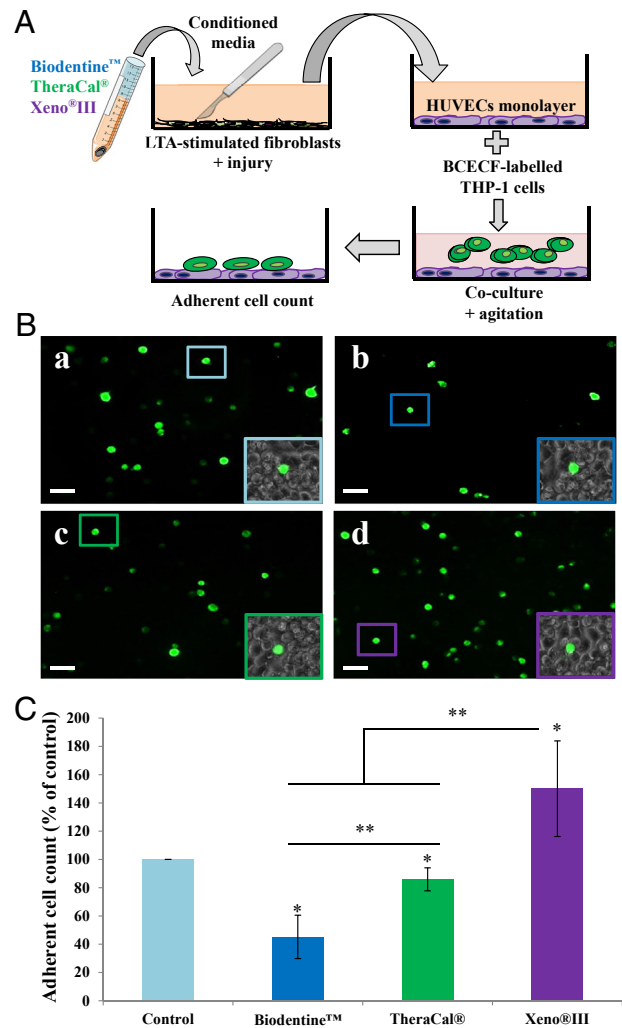 A
Conditioned
media
Biodentine™
TheraCal®
Xeno®III
LTA-stimulated fibroblasts
+ injury
HUVECs monolayer
BCECF-labelled
THP-1 cells
Adherent cell count
Co-culture
+ agitation
B
a
b
c
d
C
Adherent cell count (% of control)
200
180
160
140
120
100
80
60
40
20
0
**
*
**
*
*
Control
Biodentine™
TheraCal®
Xeno®III